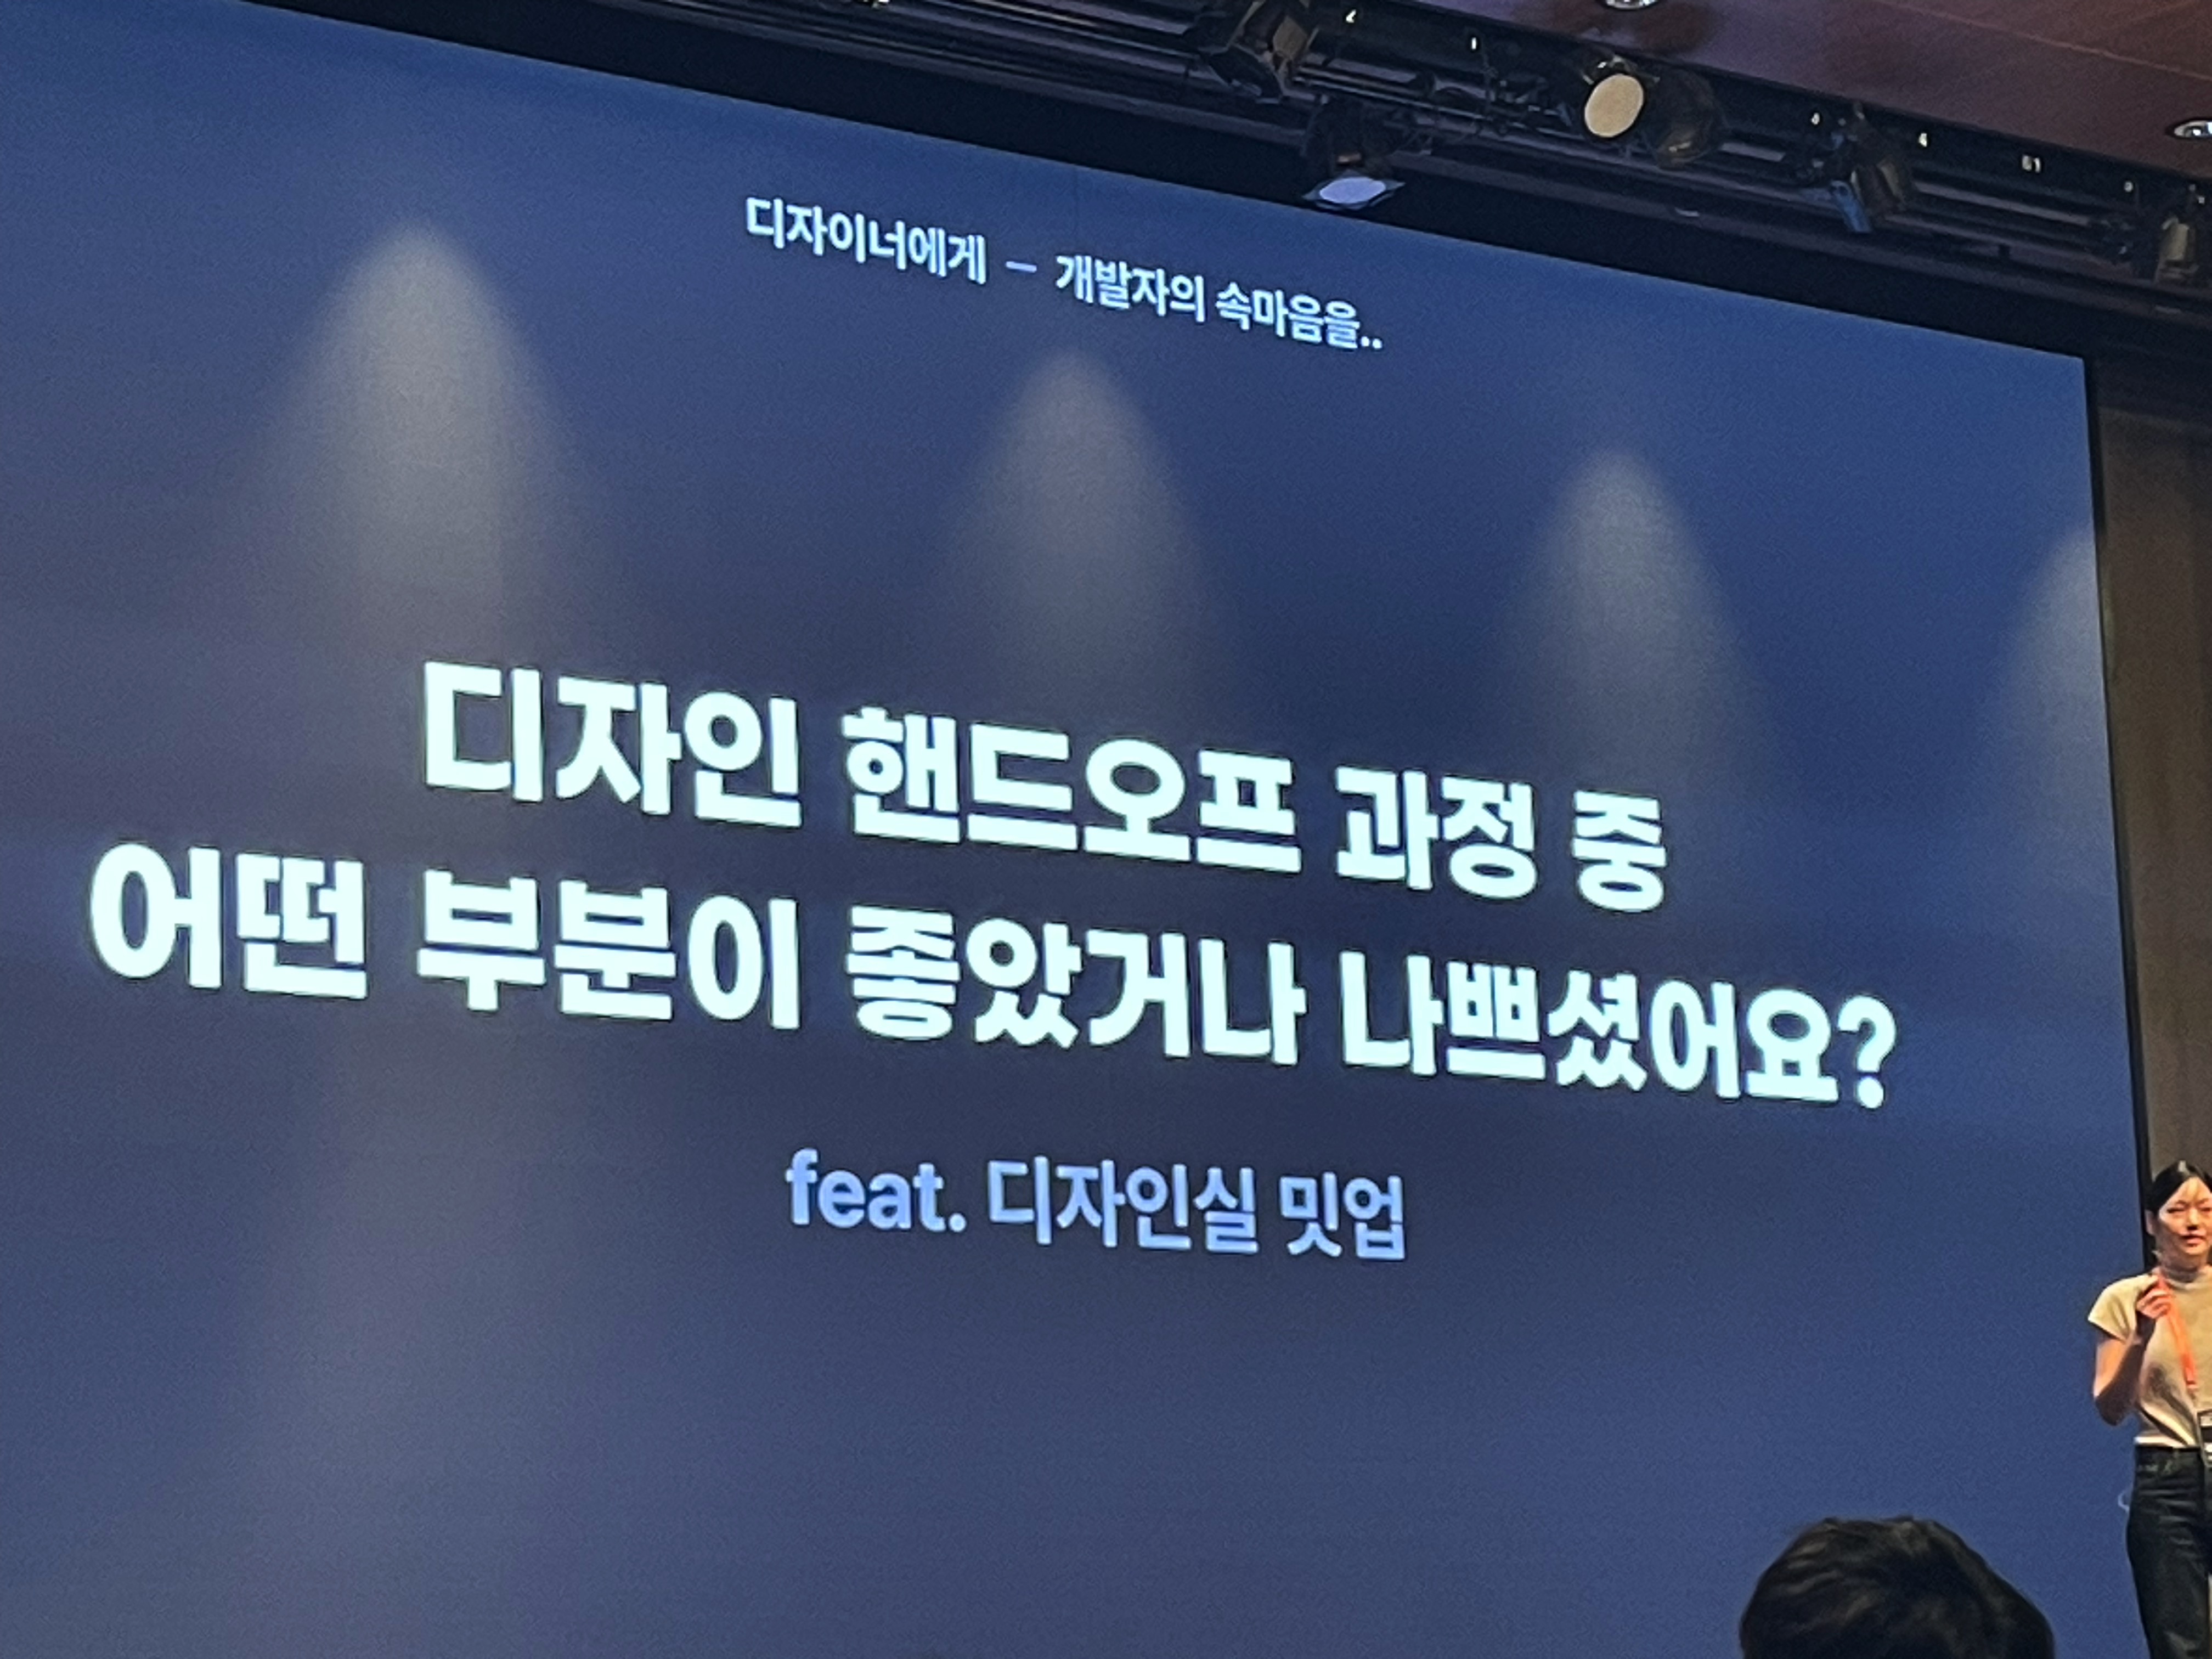 디자이너에게 – 개발자의 속마음을..
디자인 핸드오프 과정 중
어떤 부분이 좋았거나 나쁘셨어요?
feat. 디자인실 밋업